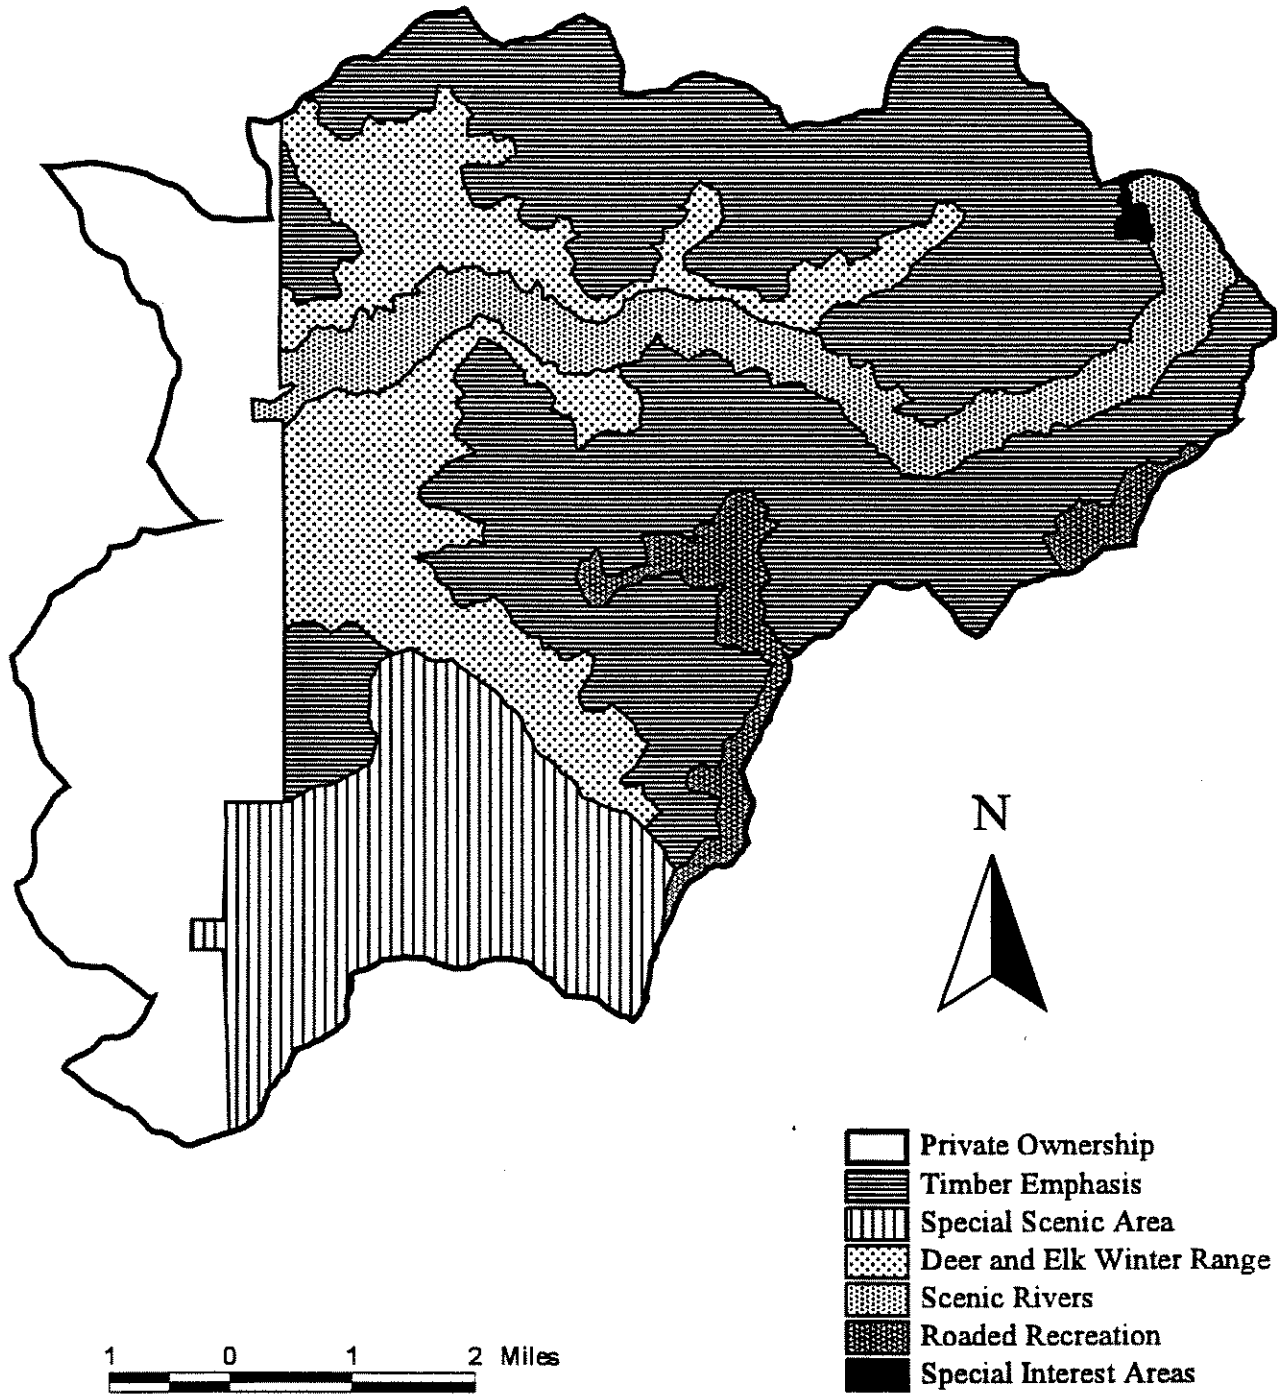 N
Private Ownership
Timber Emphasis
Special Scenic Area
Deer and Elk Winter Range
Scenic Rivers
Roaded Recreation
Special Interest Areas
1 0 1 2 Miles